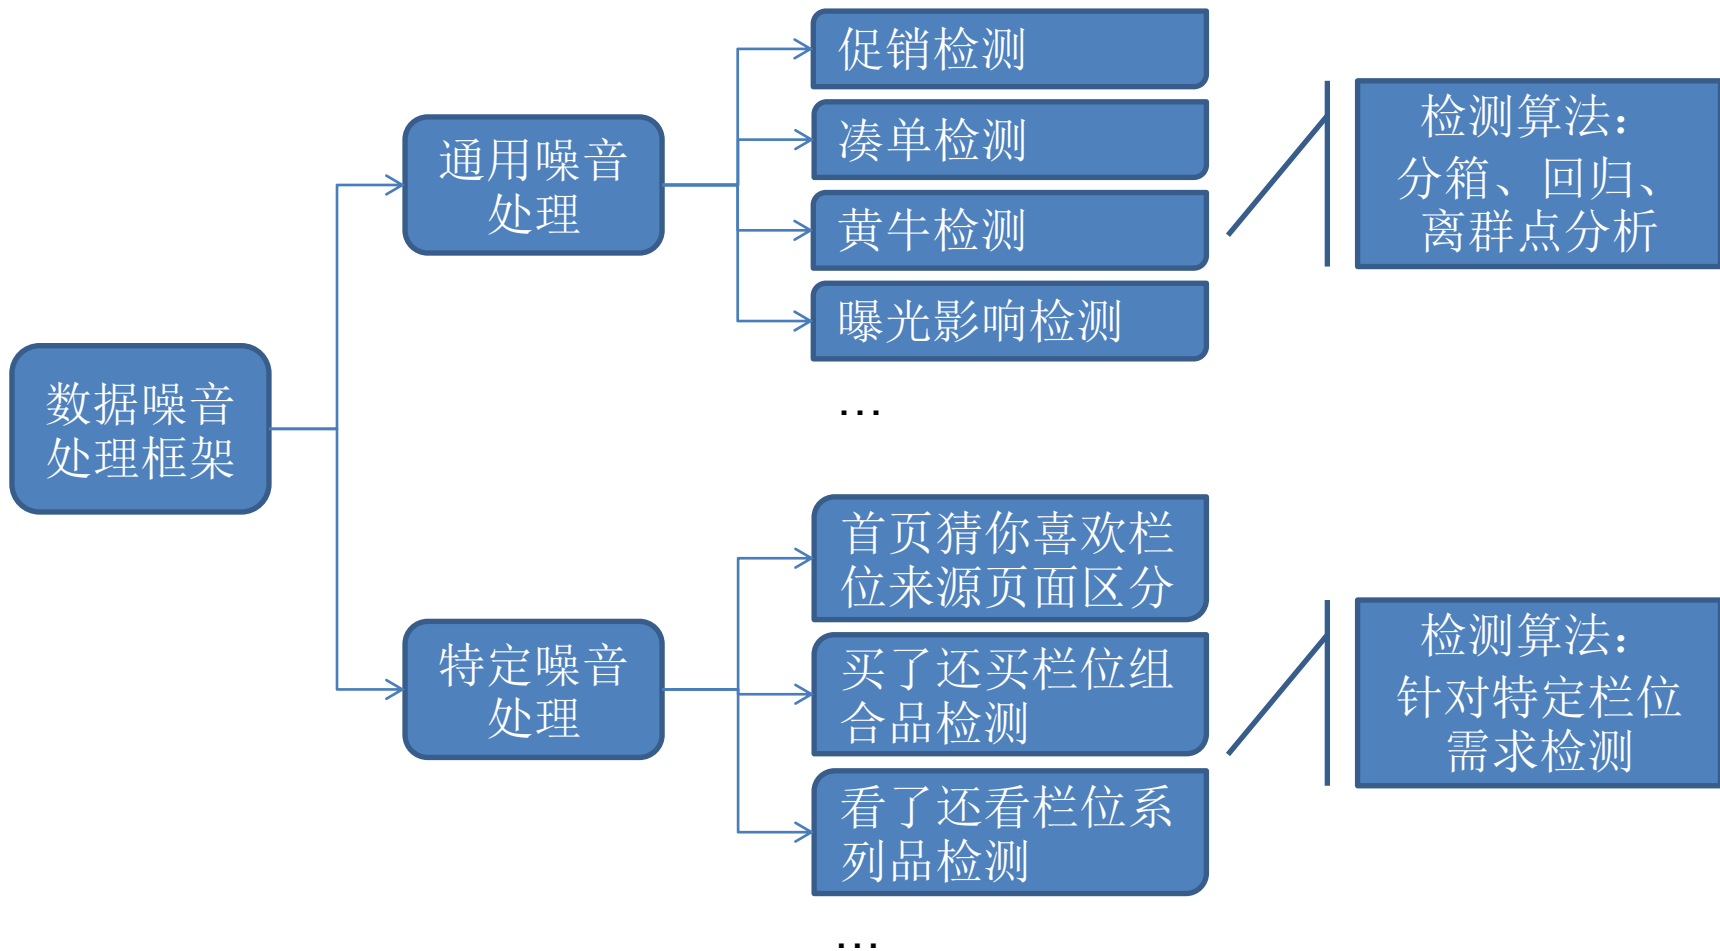 数据噪音
处理框架
通用噪音
处理
促销检测
凑单检测
黄牛检测
曝光影响检测
…
检测算法：
分箱、回归、
离群点分析
特定噪音
处理
首页猜你喜欢栏
位来源页面区分
买了还买栏位组
合品检测
看了还看栏位系
列品检测
…
检测算法：
针对特定栏位
需求检测